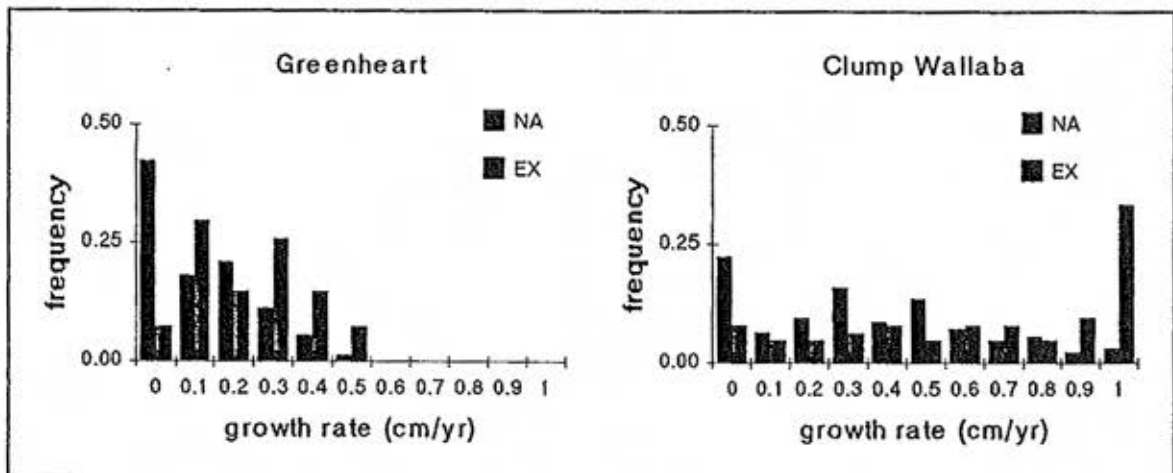 Greenheart
0.50
0.25
0.00
frequency
NA
EX
0 0.1 0.2 0.3 0.4 0.5 0.6 0.7 0.8 0.9 1
growth rate (cm/yr)
Clump Wallaba
0.50
0.25
0.00
frequency
NA
EX
0 0.1 0.2 0.3 0.4 0.5 0.6 0.7 0.8 0.9 1
growth rate (cm/yr)